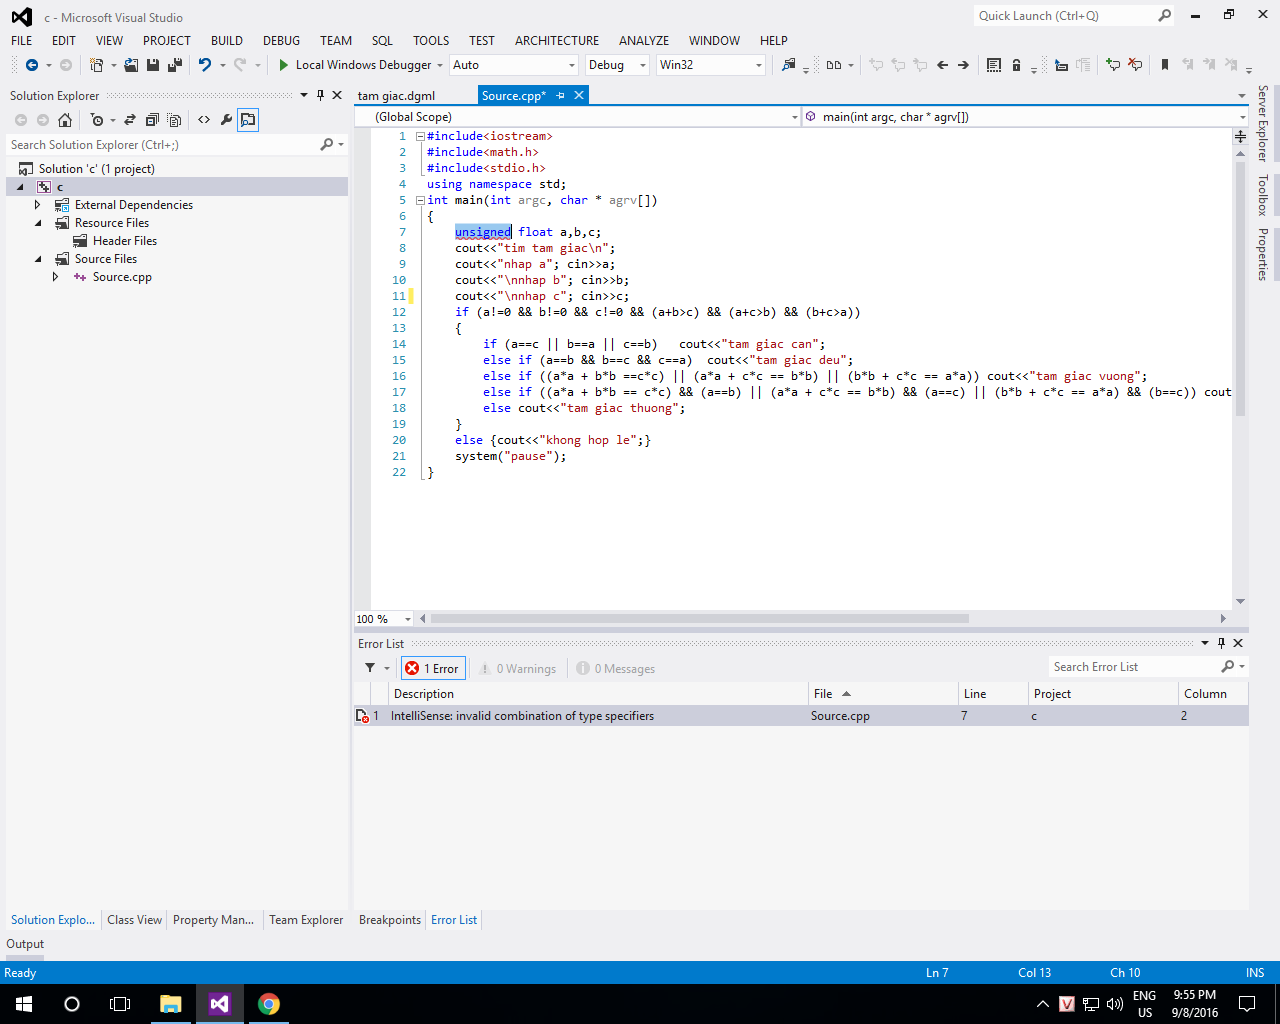 c - Microsoft Visual Studio
Quick Launch (Ctrl+Q)
FILE EDIT VIEW PROJECT BUILD DEBUG TEAM SQL TOOLS TEST ARCHITECTURE ANALYZE WINDOW HELP
Local Windows Debugger Auto Debug Win32
Solution Explorer
Search Solution Explorer (Ctrl+;)
Solution 'c' (1 project)
c
External Dependencies
Resource Files
Header Files
Source Files
Source.cpp
tam giac.dgml Source.cpp*
(Global Scope) main(int argc, char * agrv[])
1 #include<iostream>
2 #include<math.h>
3 #include<stdio.h>
4 using namespace std;
5 int main(int argc, char * agrv[])
6 {
7 unsigned float a,b,c;
8 cout<<"tim tam giac\n";
9 cout<<"nhap a"; cin>>a;
10 cout<<"\nnhap b"; cin>>b;
11 cout<<"\nnhap c"; cin>>c;
12 if (a!=0 && b!=0 && c!=0 && (a+b>c) && (a+c>b) && (b+c>a))
13 {
14 if (a==c || b==a || c==b) cout<<"tam giac can";
15 else if (a==b && b==c && c==a) cout<<"tam giac deu";
16 else if ((a*a + b*b ==c*c) || (a*a + c*c == b*b) || (b*b + c*c == a*a)) cout<<"tam giac vuong";
17 else if ((a*a + b*b == c*c) && (a==b) || (a*a + c*c == b*b) && (a==c) || (b*b + c*c == a*a) && (b==c)) cout
18 else cout<<"tam giac thuong";
19 }
20 else {cout<<"khong hop le";}
21 system("pause");
22 }
100 %
Server Explorer
Toolbox
Properties
Error List
1 Error 0 Warnings 0 Messages
Search Error List
Description File Line Project Column
1 IntelliSense: invalid combination of type specifiers Source.cpp 7 c 2
Solution Explo... Class View Property Man... Team Explorer
Breakpoints Error List
Output
Ready Ln 7 Col 13 Ch 10 INS
V
ENG
US
9:55 PM
9/8/2016